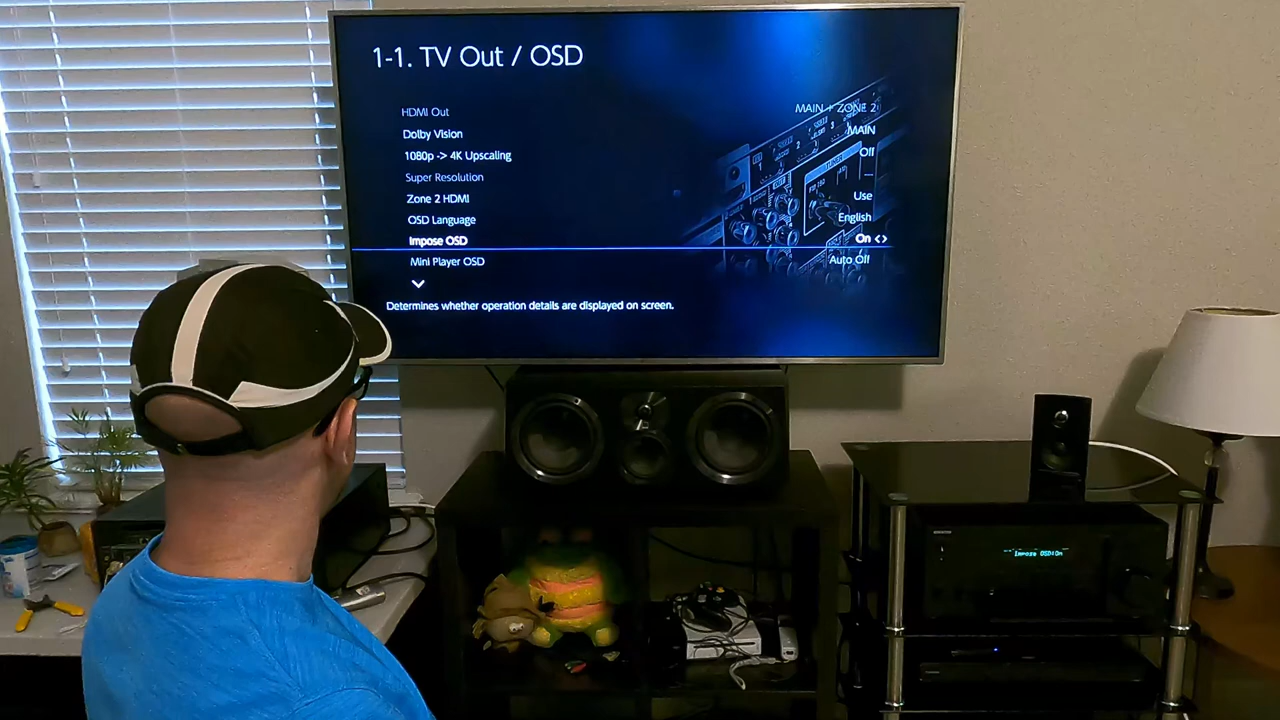 1-1. TV Out / OSD
HDMI Out MAIN + ZONE 2
Dolby Vision MAIN
1080p -> 4K Upscaling Off
Super Resolution ---
Zone 2 HDMI Use
OSD Language English
Impose OSD On <>
Mini Player OSD Auto Off
Determines whether operation details are displayed on screen.
TUNER
Impose OSD:On